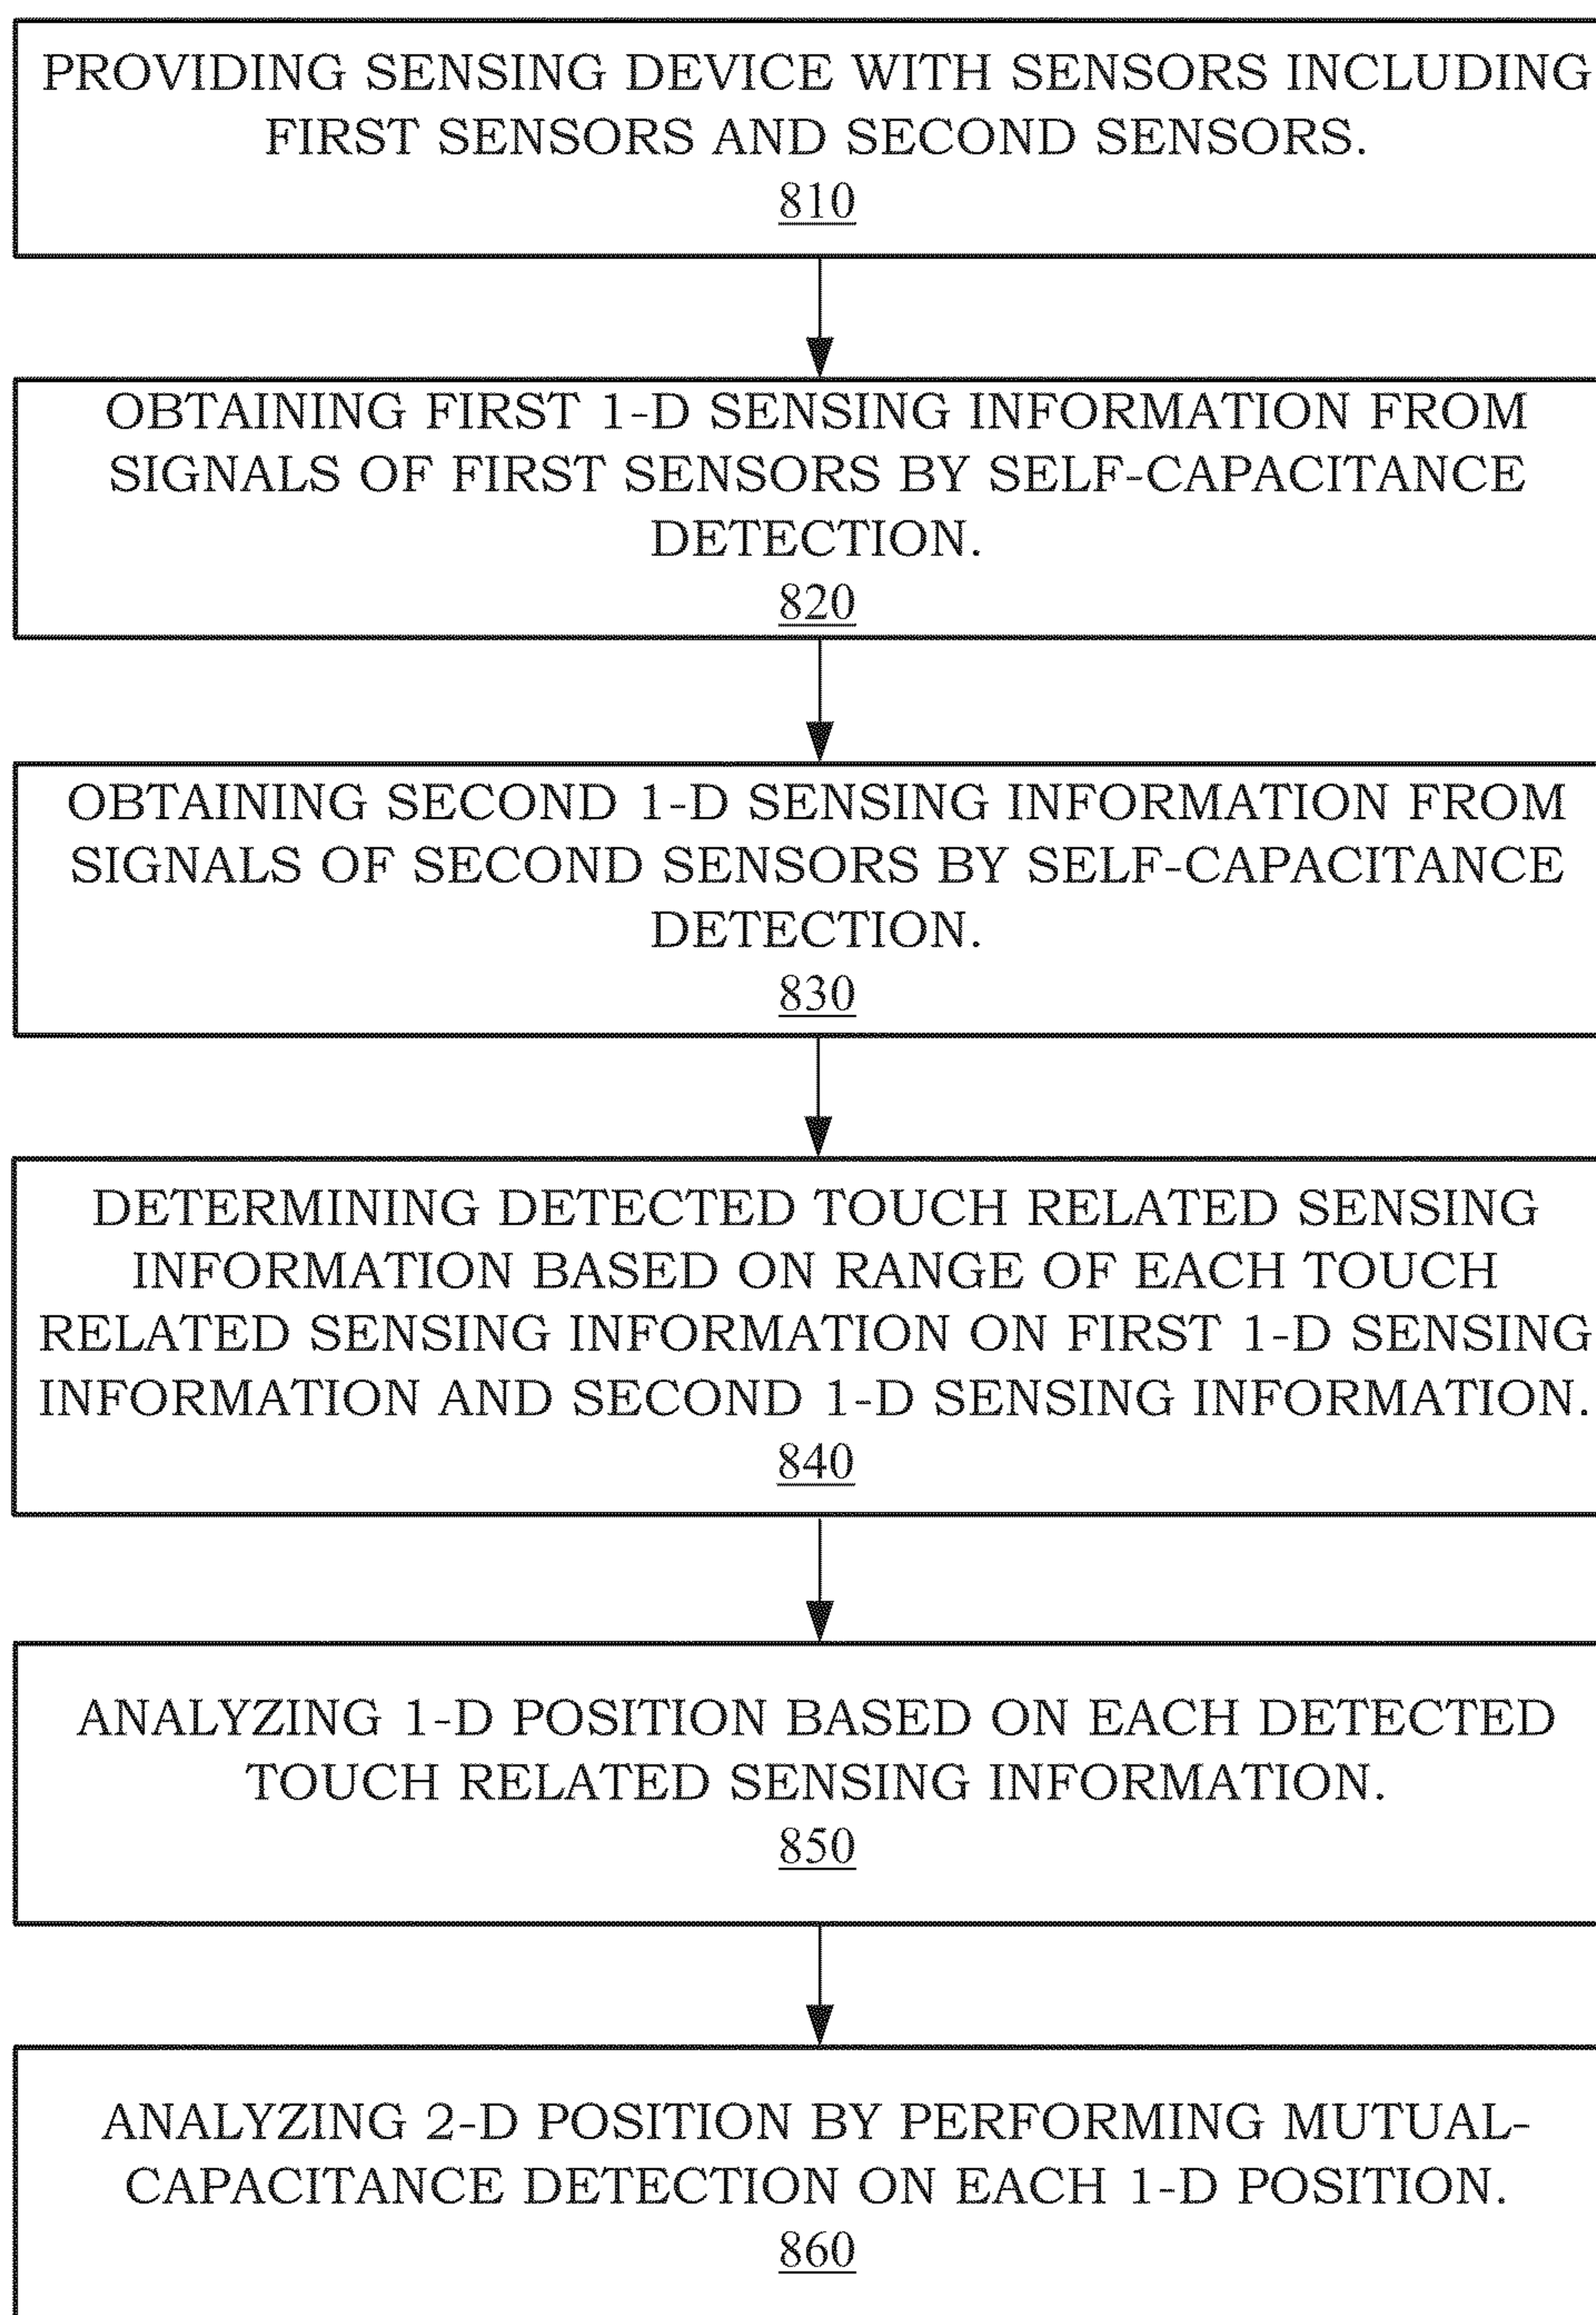 PROVIDING SENSING DEVICE WITH SENSORS INCLUDING
FIRST SENSORS AND SECOND SENSORS.
810
OBTAINING FIRST 1-D SENSING INFORMATION FROM
SIGNALS OF FIRST SENSORS BY SELF-CAPACITANCE
DETECTION.
820
OBTAINING SECOND 1-D SENSING INFORMATION FROM
SIGNALS OF SECOND SENSORS BY SELF-CAPACITANCE
DETECTION.
830
DETERMINING DETECTED TOUCH RELATED SENSING
INFORMATION BASED ON RANGE OF EACH TOUCH
RELATED SENSING INFORMATION ON FIRST 1-D SENSING
INFORMATION AND SECOND 1-D SENSING INFORMATION.
840
ANALYZING 1-D POSITION BASED ON EACH DETECTED
TOUCH RELATED SENSING INFORMATION.
850
ANALYZING 2-D POSITION BY PERFORMING MUTUAL-
CAPACITANCE DETECTION ON EACH 1-D POSITION.
860